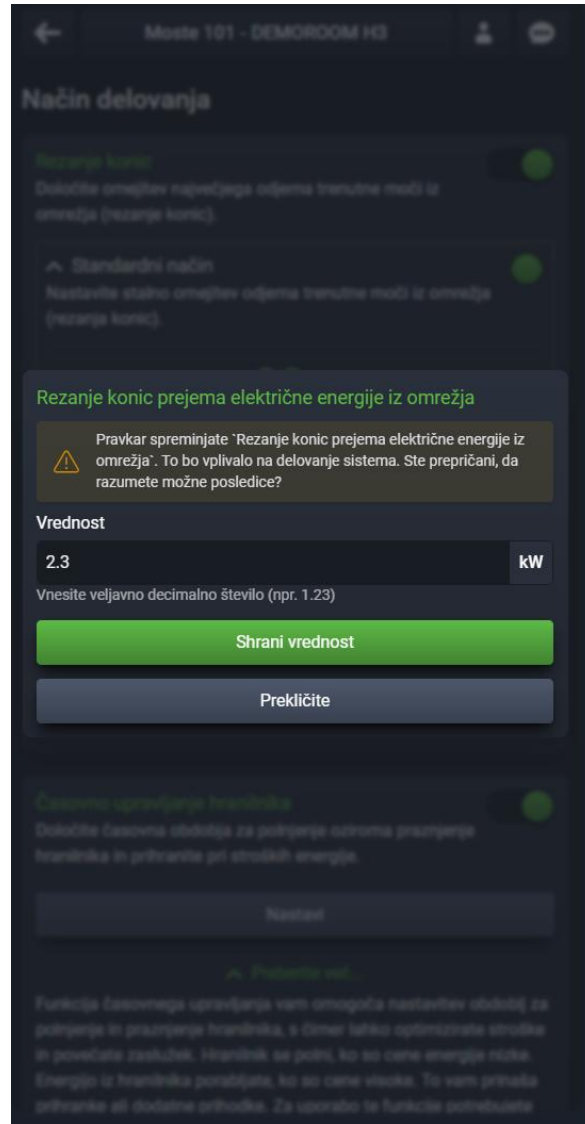 Moste 101 - DEMOROOM H3
Način delovanja
Rezanje konic
Določite omejitev največjega odjema trenutne moči iz
omrežja (rezanje konic).
Standardni način
Nastavite stalno omejitev odjema trenutne moči iz omrežja
(rezanja konic).
Rezanje konic prejema električne energije iz omrežja
Pravkar spreminjate `Rezanje konic prejema električne energije iz
omrežja`. To bo vplivalo na delovanje sistema. Ste prepričani, da
razumete možne posledice?
Vrednost
2.3 kW
Vnesite veljavno decimalno število (npr. 1.23)
Shrani vrednost
Prekličite
Časovno upravljanje hranilnika
Določite časovna obdobja za polnjenje oziroma praznjenje
hranilnika in prihranite pri stroških energije.
Nastavi
Preberite več...
Funkcija časovnega upravljanja vam omogoča nastavitev obdobij za
polnjenje in praznjenje hranilnika, s čimer lahko optimizirate stroške
in povečate zaslužek. Hranilnik se polni, ko so cene energije nizke.
Energijo iz hranilnika porabljate, ko so cene visoke. To vam prinaša
prihranke ali dodatne prihodke. Za uporabo te funkcije potrebujete